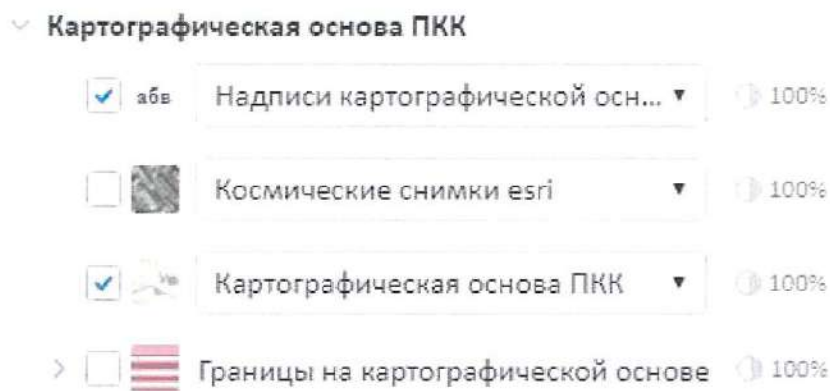 Картографическая основа ПКК
абв Надписи картографической осн... 100%
Космические снимки esri 100%
Картографическая основа ПКК 100%
Границы на картографической основе 100%